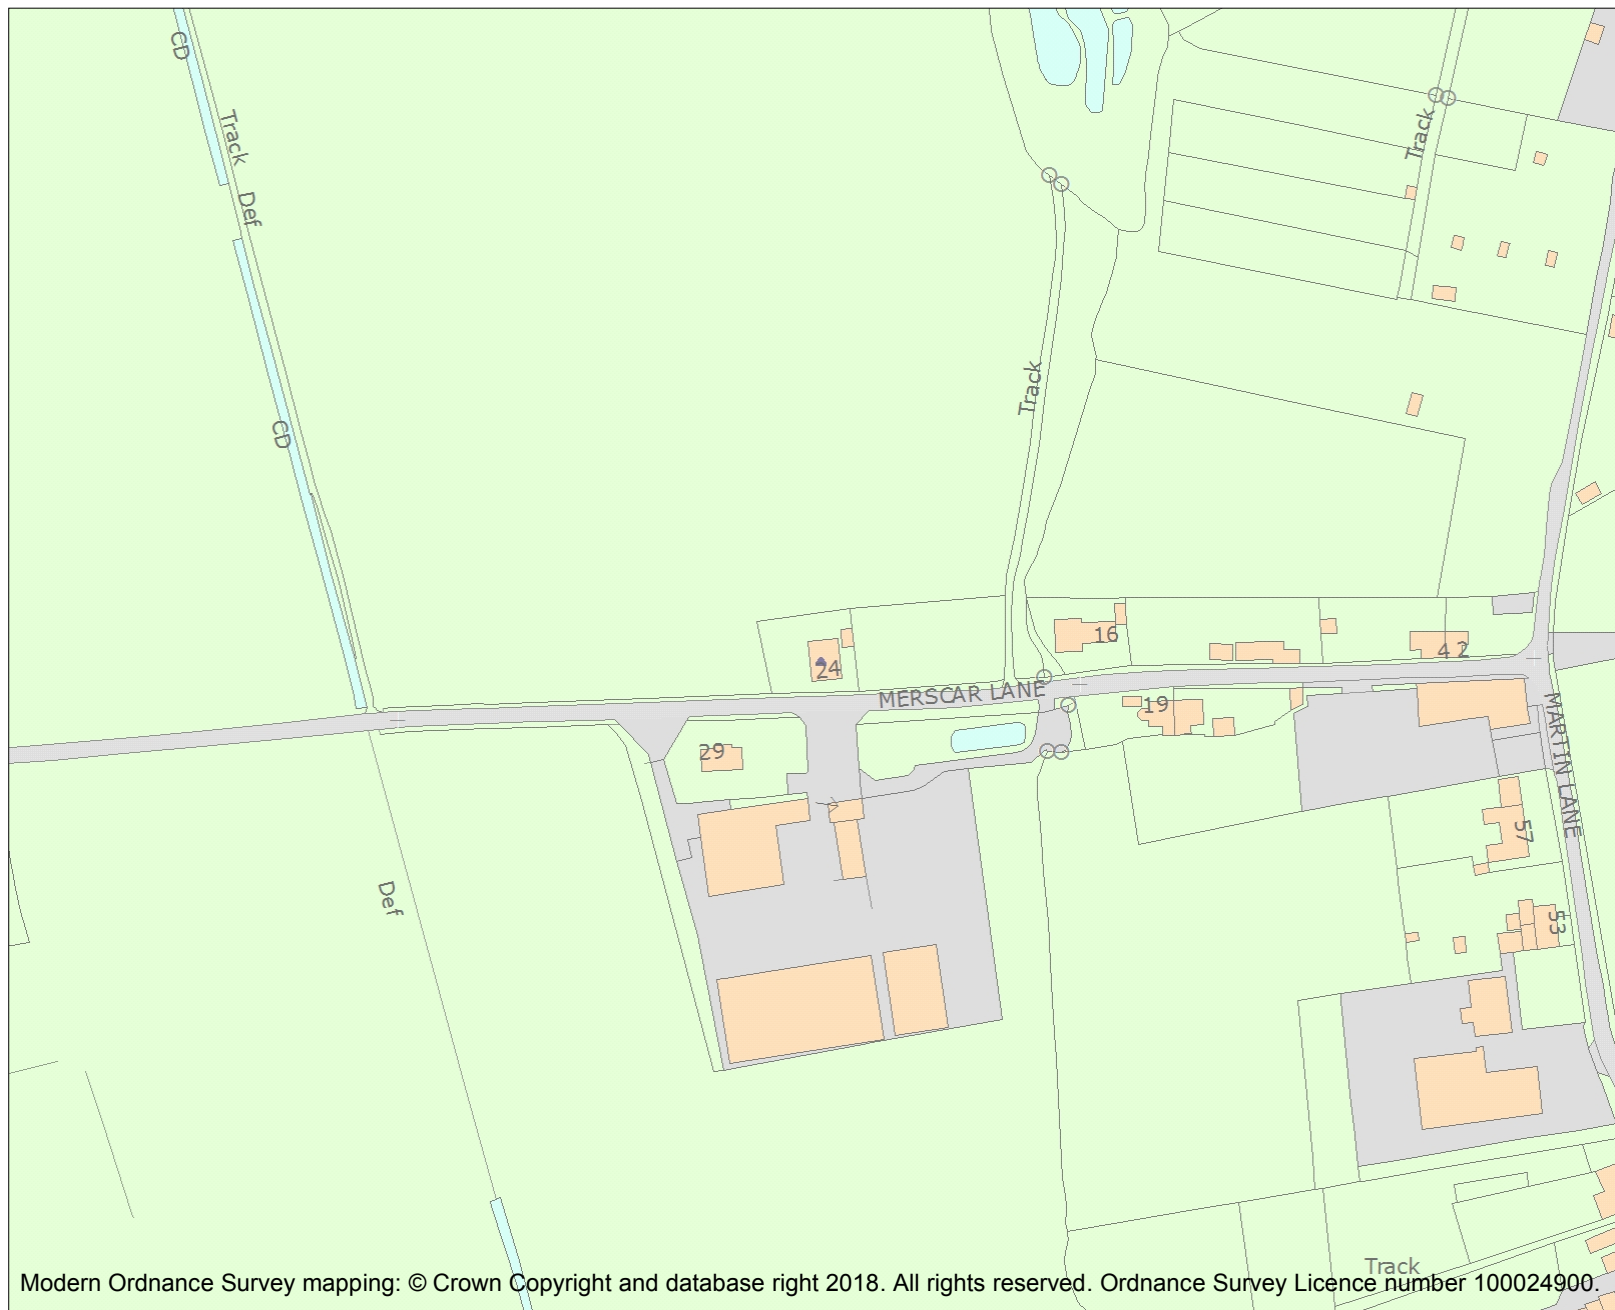 CD
Track
Def
Track
Track
CD
16
4 2
24
MERSCAR LANE
19
29
MARTIN LANE
57
Def
53
Track
Modern Ordnance Survey mapping: © Crown Copyright and database right 2018. All rights reserved. Ordnance Survey Licence number 100024900.